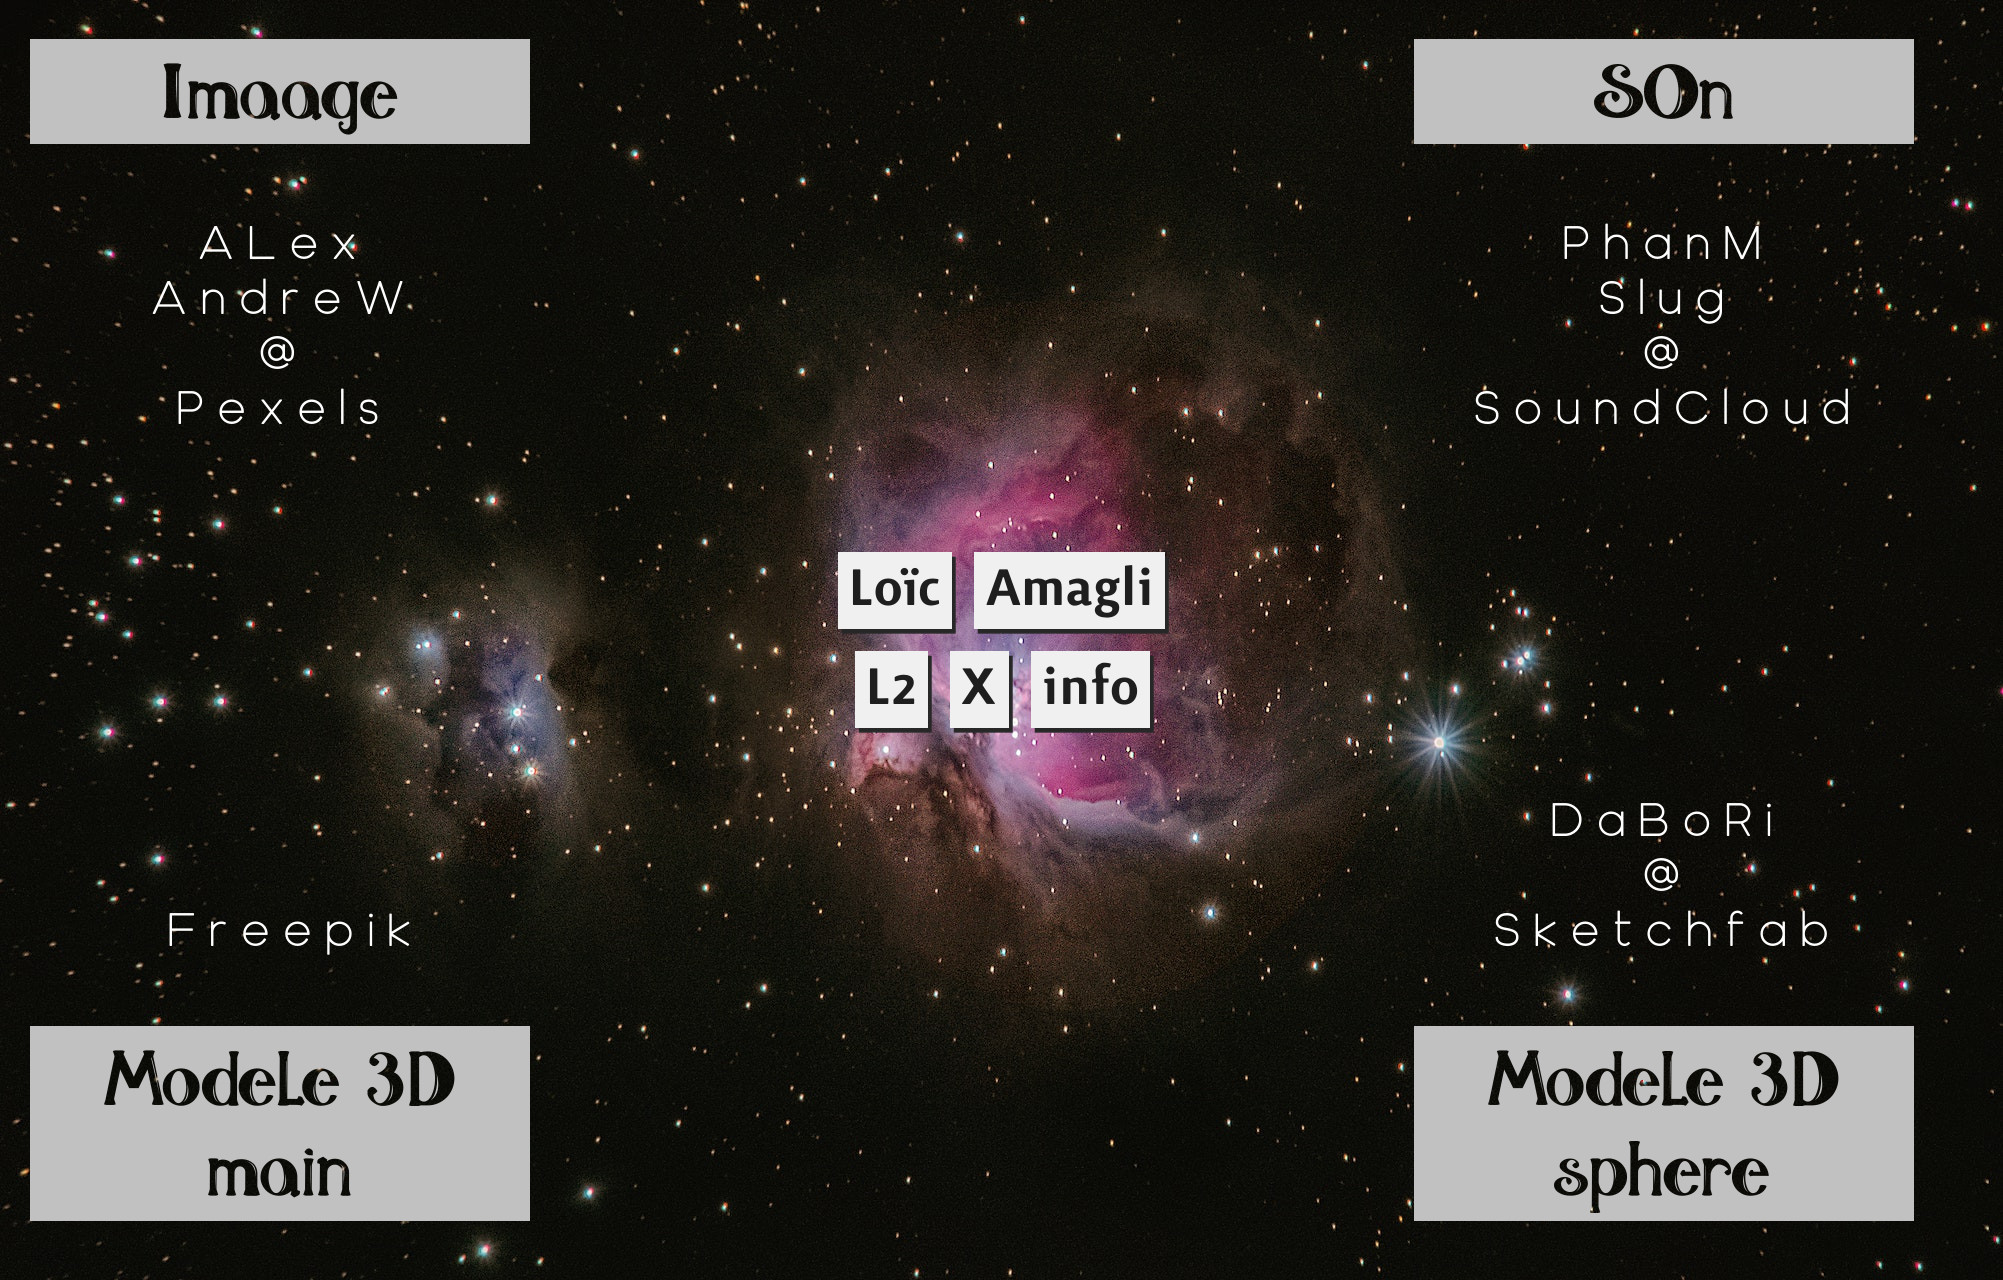 Imaage
ALex
AndreW
@
Pexels
SOn
PhanM
Slug
@
SoundCloud
Loïc Amagli
L2 X info
Freepik
ModeLe 3D
main
DaBoRi
@
Sketchfab
ModeLe 3D
sphere